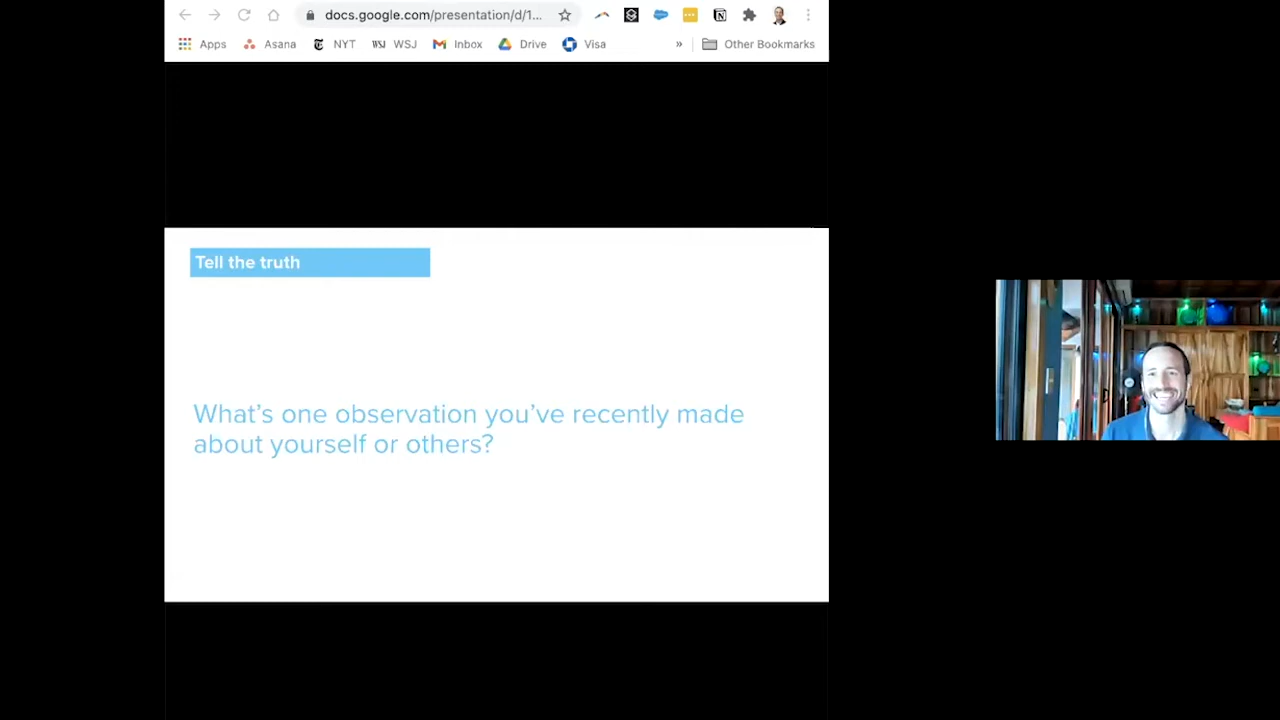 docs.google.com/presentation/d/1...
Apps Asana NYT WSJ WSJ Inbox Drive Visa » Other Bookmarks
Tell the truth
What's one observation you've recently made
about yourself or others?